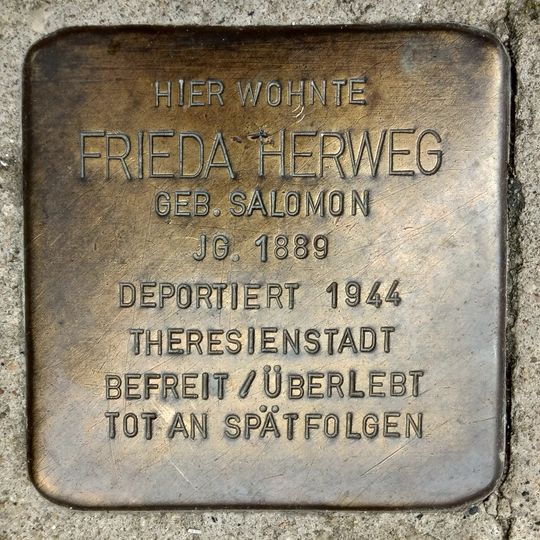 HIER WOHNTE
FRIEDA HERWEG
GEB. SALOMON
JG. 1889
DEPORTIERT 1944
THERESIENSTADT
BEFREIT / ÜBERLEBT
TOT AN SPÄTFOLGEN